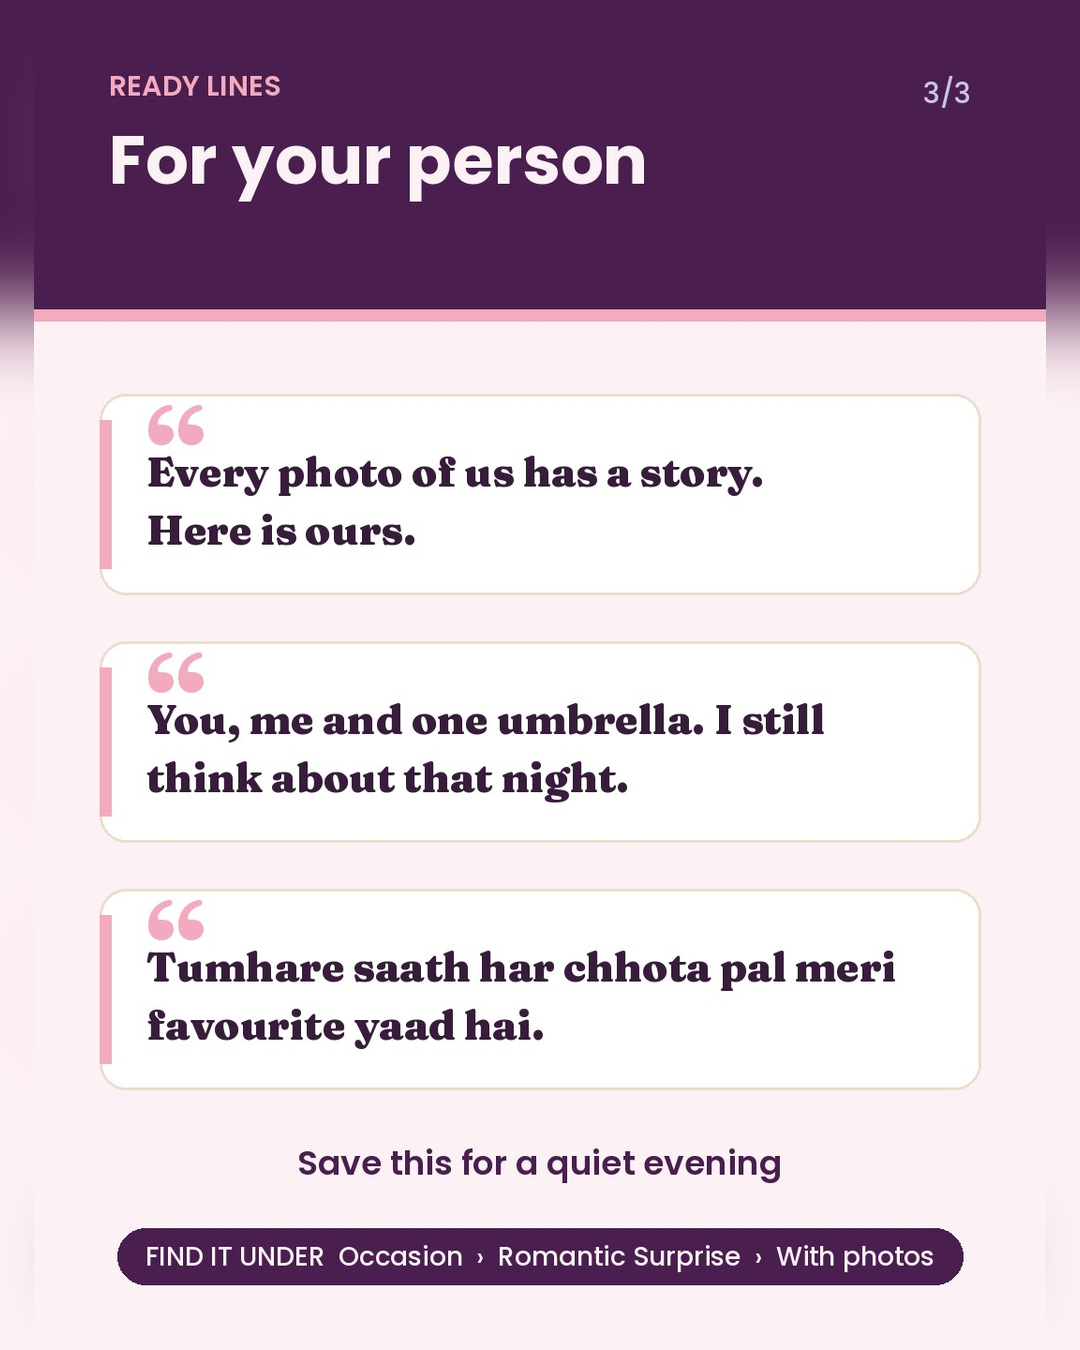 READY LINES
3/3
For your person
“
Every photo of us has a story.
Here is ours.
“
You, me and one umbrella. I still
think about that night.
“
Tumhare saath har chhota pal meri
favourite yaad hai.
Save this for a quiet evening
FIND IT UNDER Occasion › Romantic Surprise › With photos